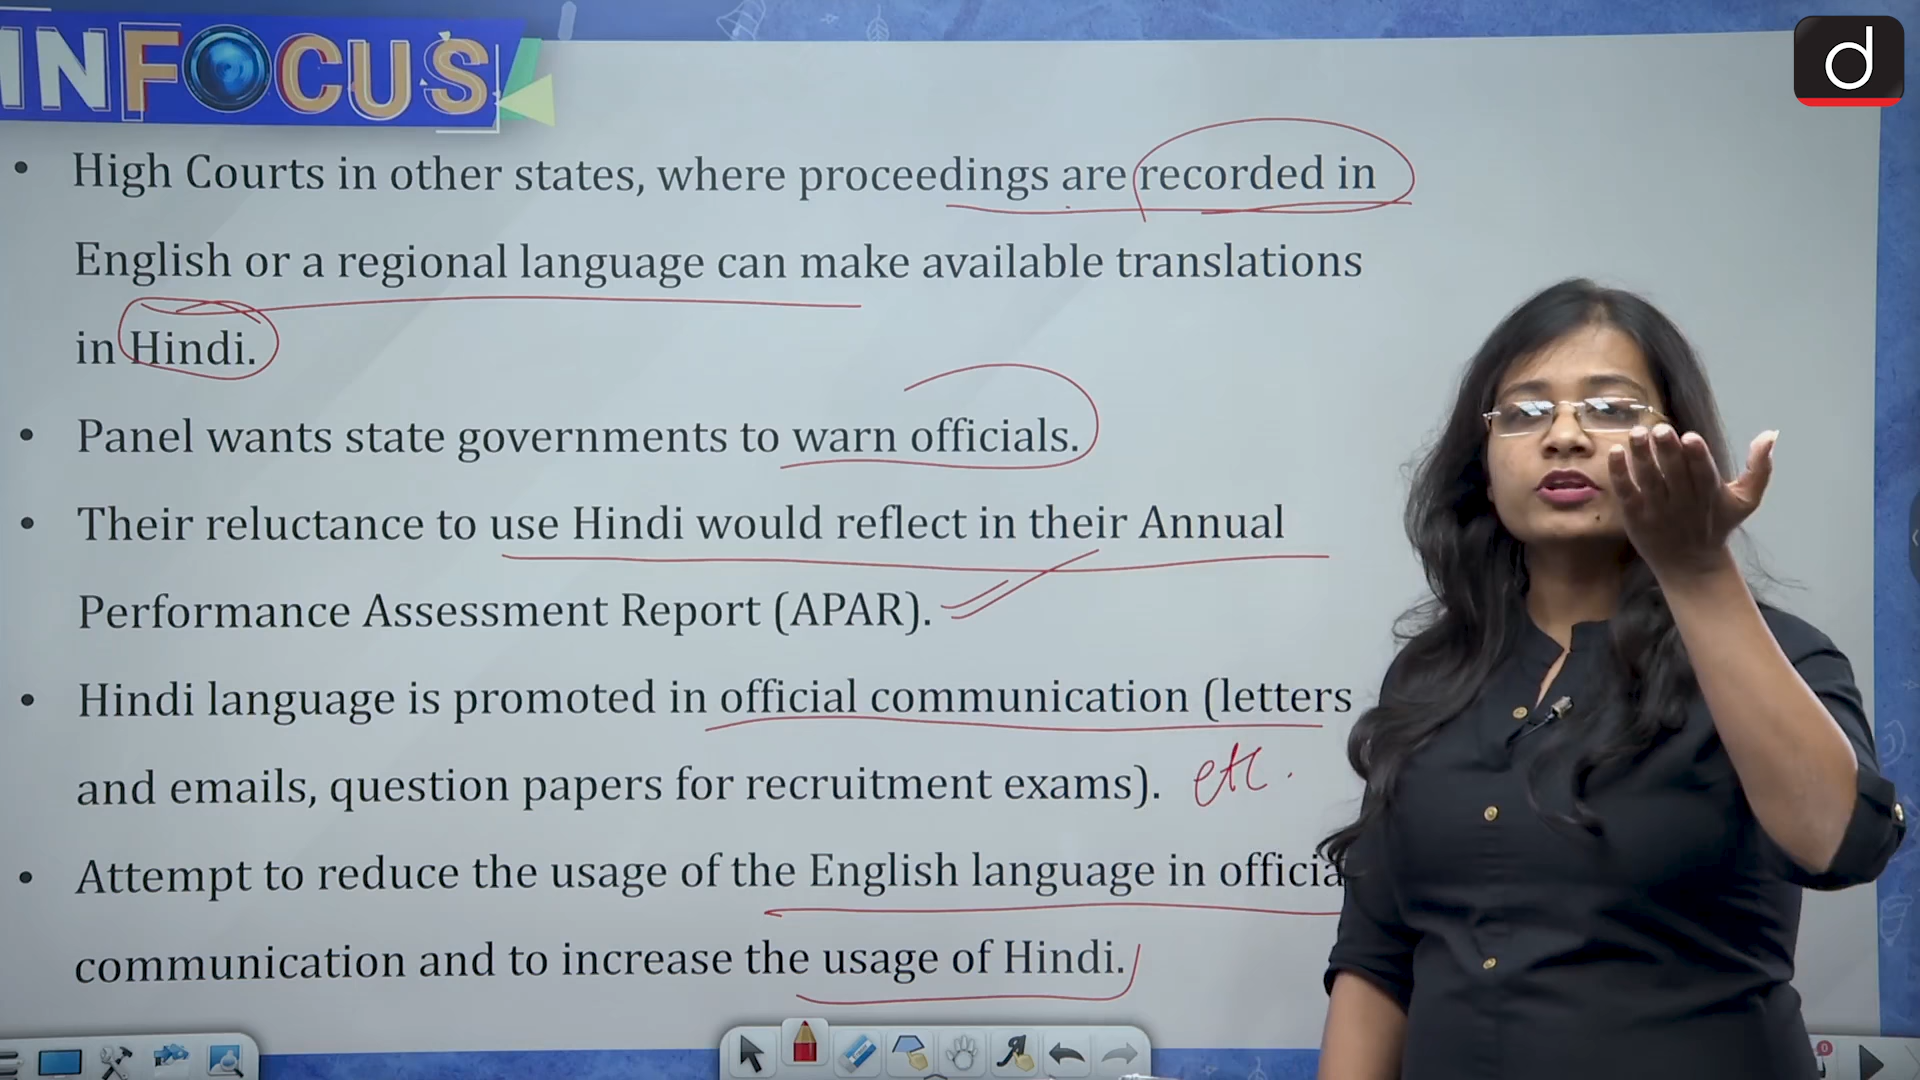 INFOCUS
d
• High Courts in other states, where proceedings are recorded in
English or a regional language can make available translations
in Hindi.
• Panel wants state governments to warn officials.
• Their reluctance to use Hindi would reflect in their Annual
Performance Assessment Report (APAR).
• Hindi language is promoted in official communication (letters
and emails, question papers for recruitment exams). etc.
• Attempt to reduce the usage of the English language in official
communication and to increase the usage of Hindi.
0